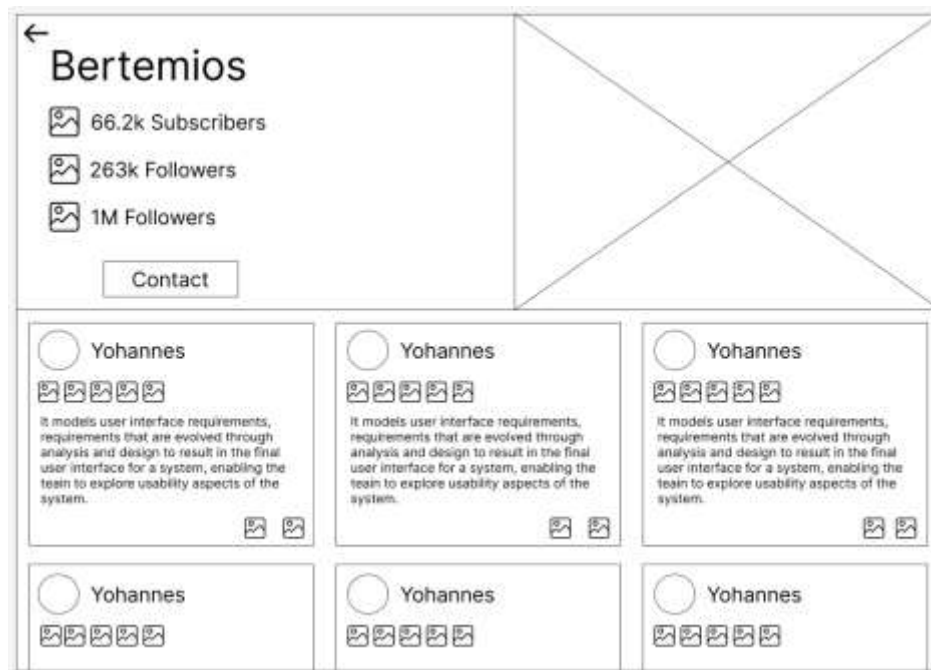 Bertemios
66.2k Subscribers
263k Followers
1M Followers
Contact
Yohannes
It models user interface requirements,
requirements that are evolved through
analysis and design to result in the final
user interface for a system, enabling the
team to explore usability aspects of the
system.
Yohannes
It models user interface requirements,
requirements that are evolved through
analysis and design to result in the final
user interface for a system, enabling the
team to explore usability aspects of the
system.
Yohannes
It models user interface requirements,
requirements that are evolved through
analysis and design to result in the final
user interface for a system, enabling the
team to explore usability aspects of the
system.
Yohannes
Yohannes
Yohannes